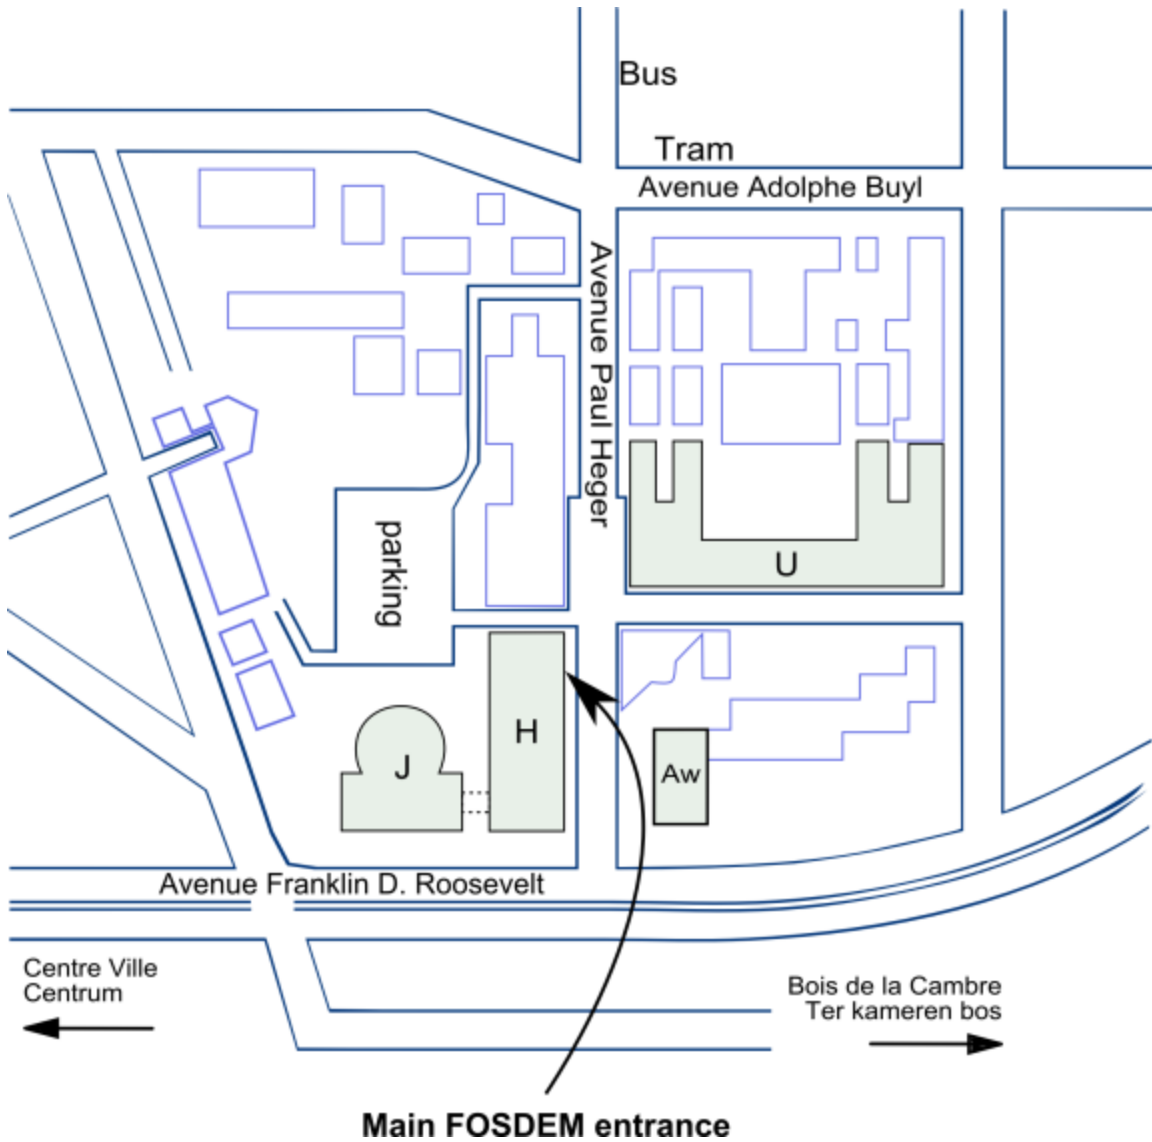 Bus
Tram
Avenue Adolphe Buyl
Avenue Paul Heger
parking
U
H
J
Aw
Avenue Franklin D. Roosevelt
Centre Ville
Centrum
Bois de la Cambre
Ter kameren bos
Main FOSDEM entrance